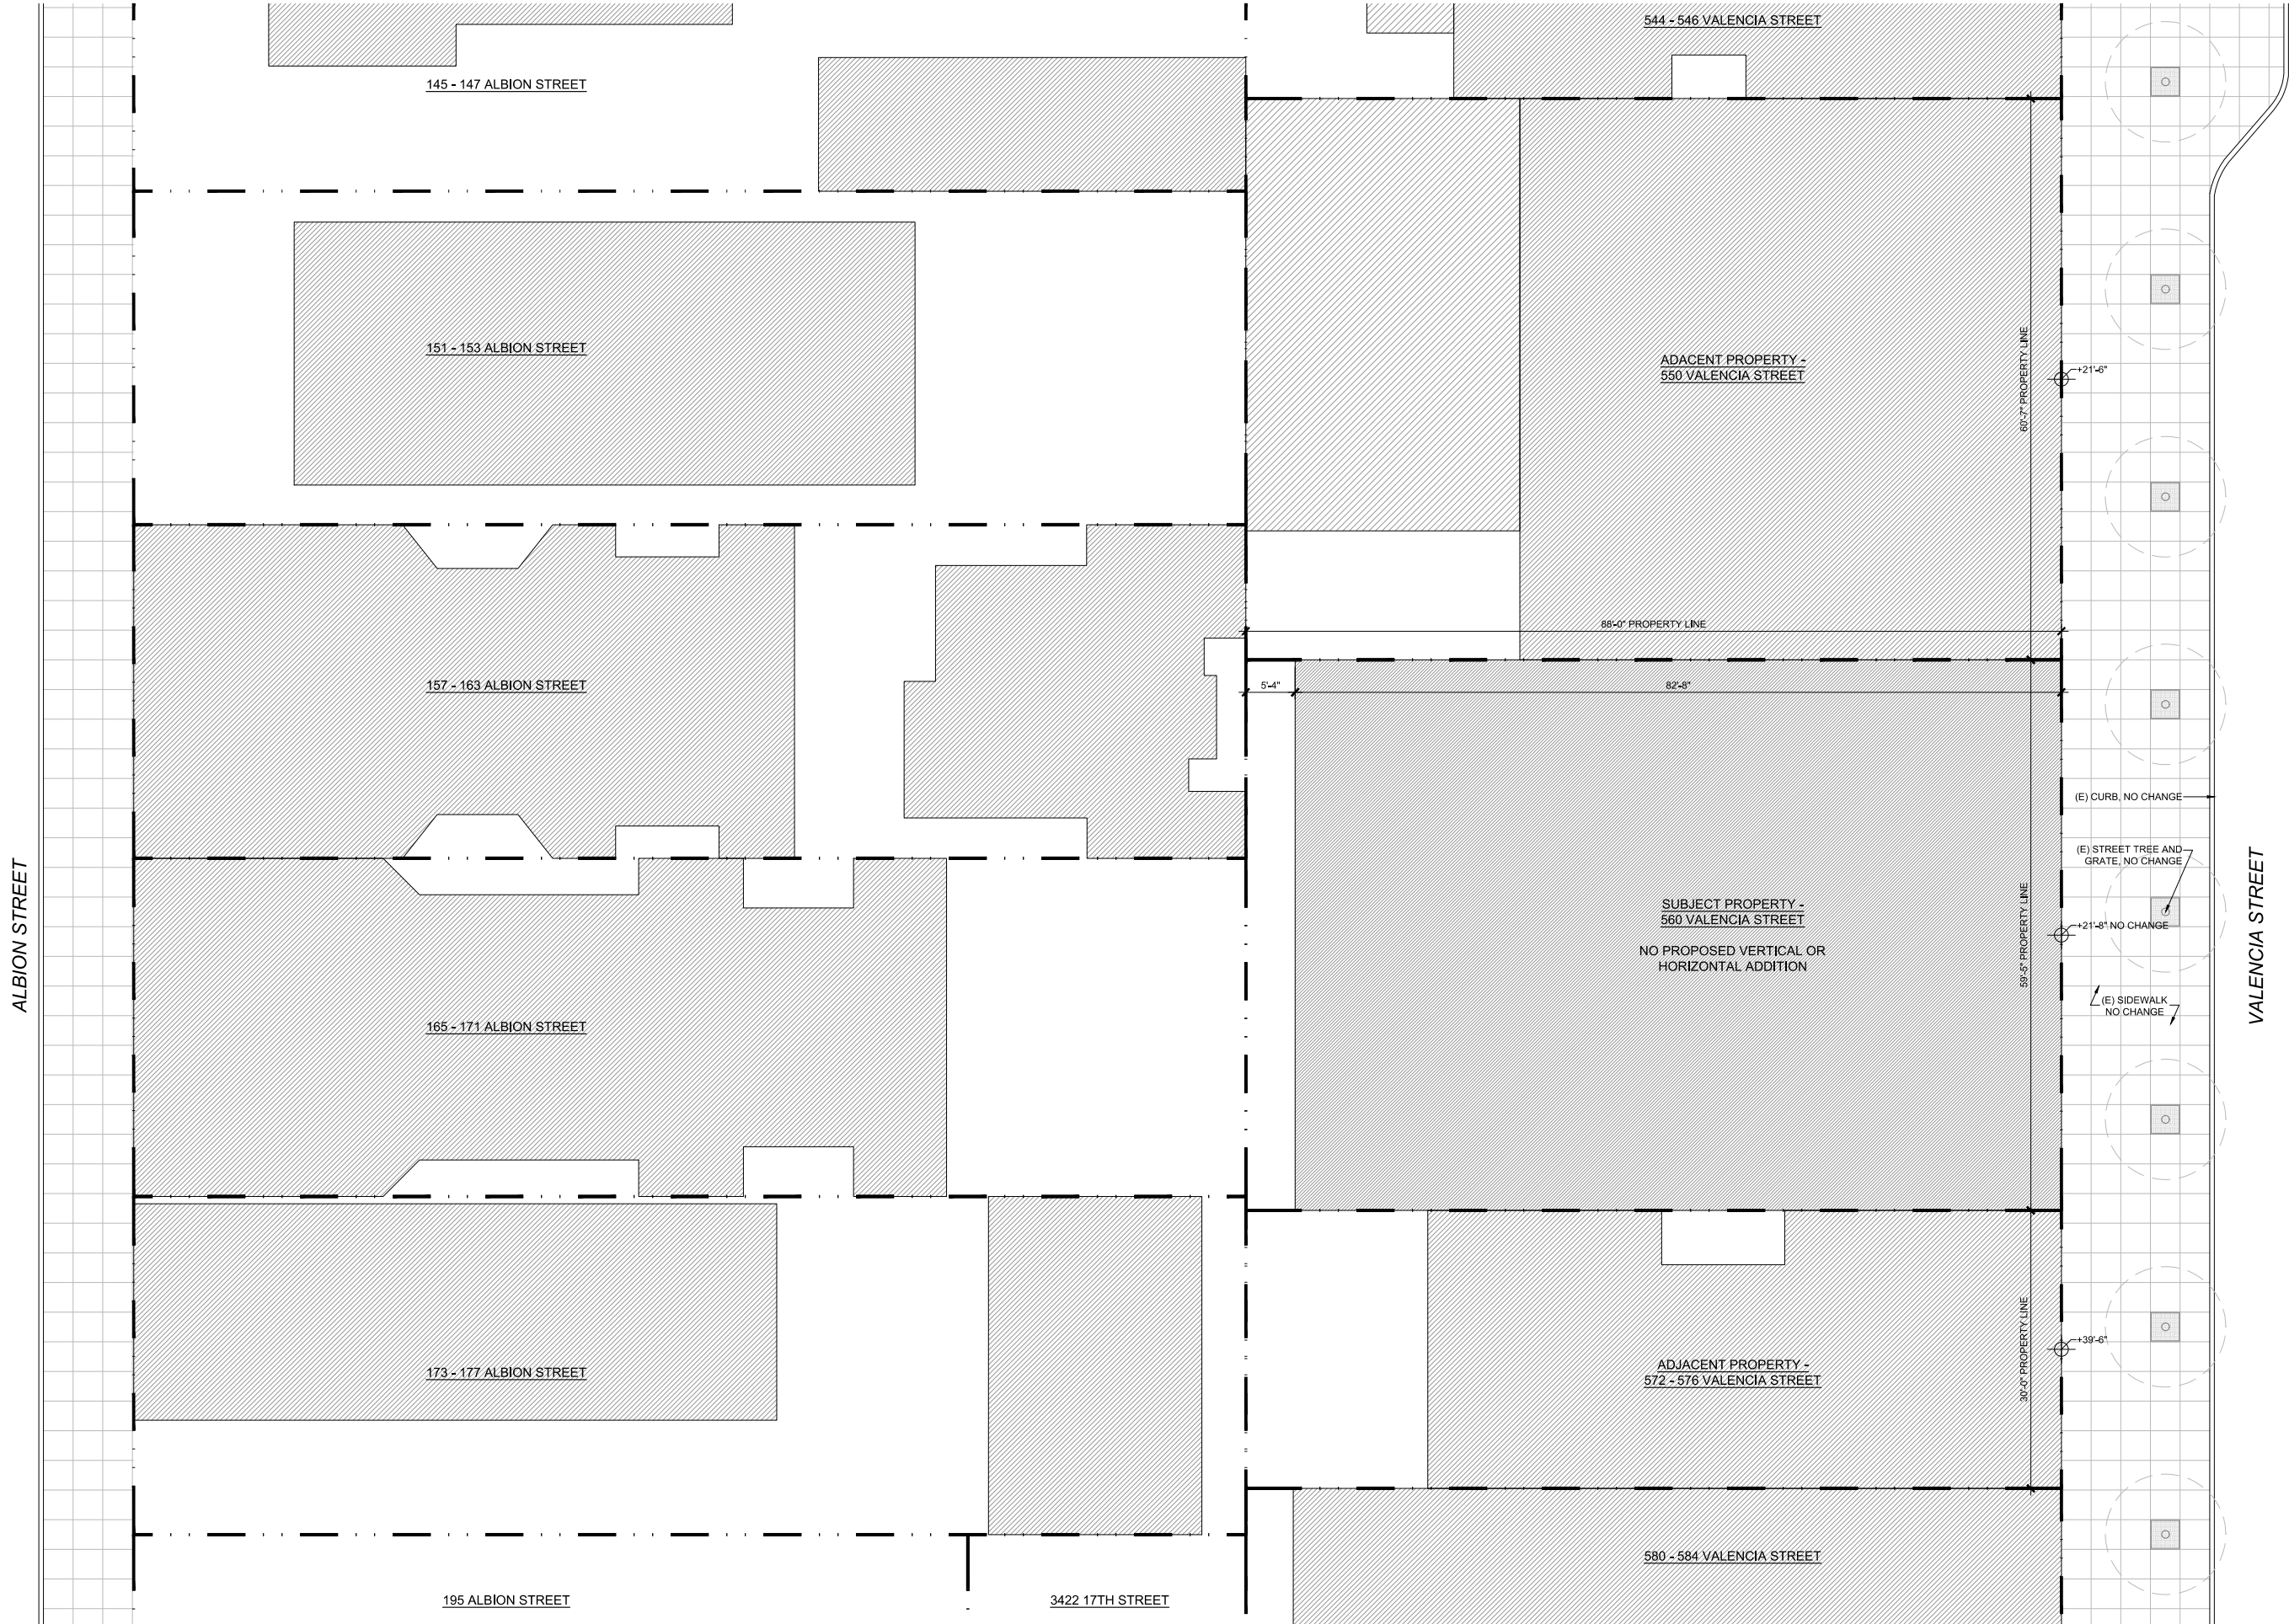 544 - 546 VALENCIA STREET
145 - 147 ALBION STREET
151 - 153 ALBION STREET
ADACENT PROPERTY -
550 VALENCIA STREET
60'-7" PROPERTY LINE
+21'-6"
88'-0" PROPERTY LINE
157 - 163 ALBION STREET
5'-4"
82'-8"
(E) CURB, NO CHANGE
(E) STREET TREE AND
GRATE, NO CHANGE
ALBION STREET
VALENCIA STREET
SUBJECT PROPERTY -
560 VALENCIA STREET
NO PROPOSED VERTICAL OR
HORIZONTAL ADDITION
59'-5" PROPERTY LINE
+21'-8" NO CHANGE
(E) SIDEWALK
NO CHANGE
165 - 171 ALBION STREET
173 - 177 ALBION STREET
ADJACENT PROPERTY -
572 - 576 VALENCIA STREET
30'-0" PROPERTY LINE
+39'-6"
580 - 584 VALENCIA STREET
195 ALBION STREET
3422 17TH STREET